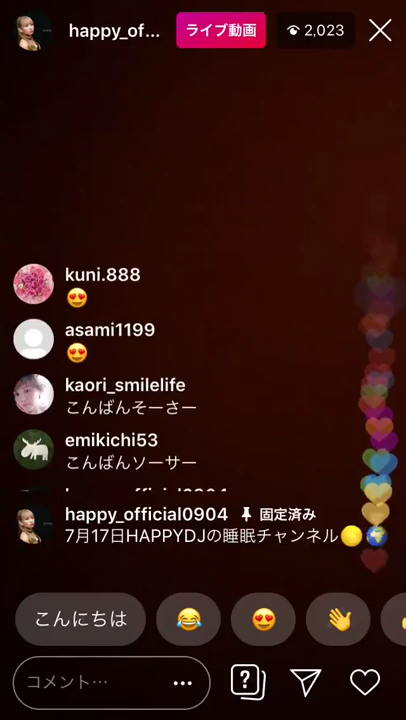 happy_of...
ライブ動画
2,023
kuni.888
😍
asami1199
😍
kaori_smilelife
こんばんそーさー
emikichi53
こんばんソーサー
happy_official0904 固定済み
7月17日HAPPYDJの睡眠チャンネル🌕🌍
こんにちは
コメント…